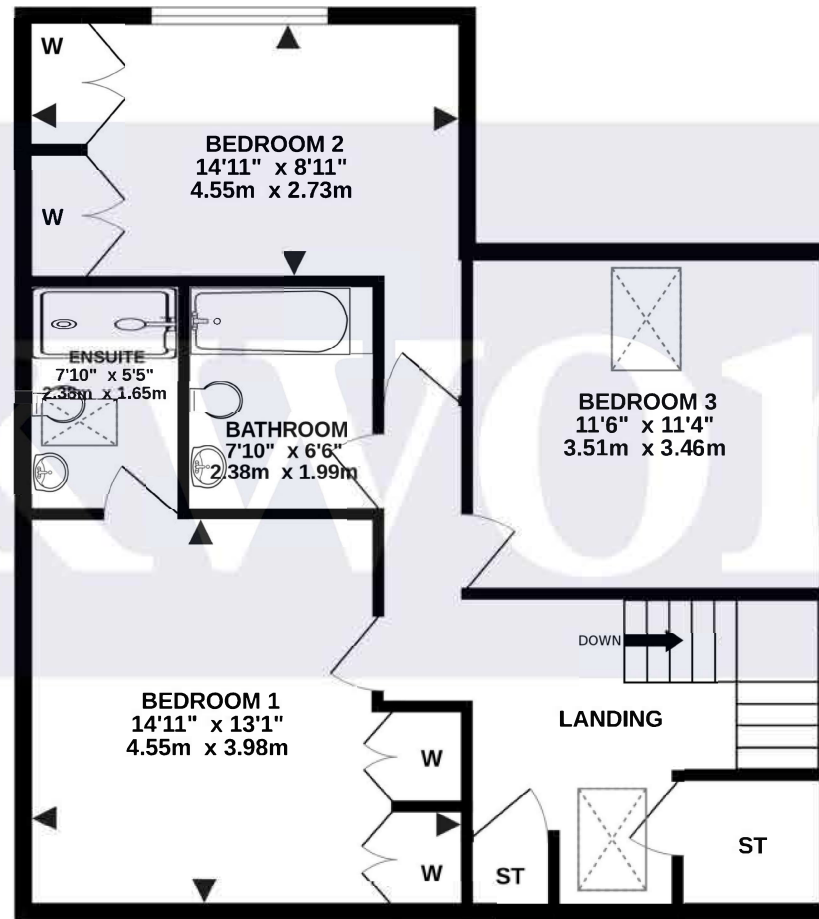 W
BEDROOM 2
14'11" x 8'11"
4.55m x 2.73m
W
ENSUITE
7'10" x 5'5"
2.38m x 1.65m
BATHROOM
7'10" x 6'6"
2.38m x 1.99m
BEDROOM 3
11'6" x 11'4"
3.51m x 3.46m
kwor
DOWN
BEDROOM 1
14'11" x 13'1"
4.55m x 3.98m
LANDING
W
W
ST
ST